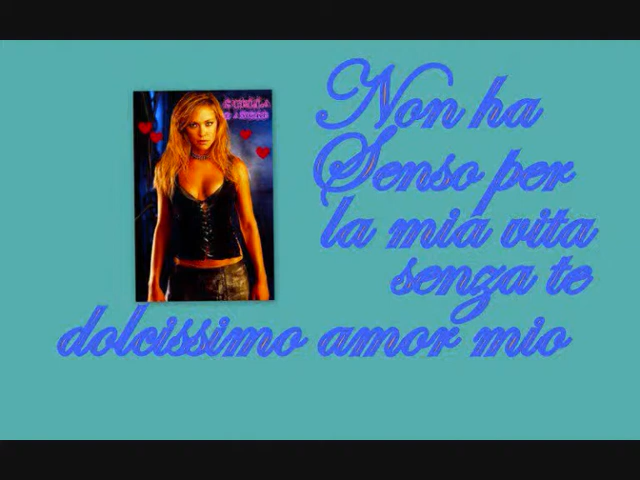 Non ha
Senso per
la mia vita
senza te
dolcissimo amor mio